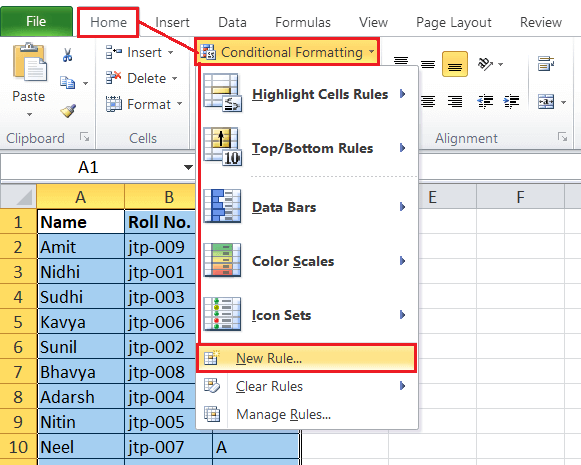 File Home Insert Data Formulas View Page Layout Review
Paste
Insert
Delete
Format
Conditional Formatting
Clipboard Cells Alignment
Highlight Cells Rules
Top/Bottom Rules
10
Data Bars
Color Scales
Icon Sets
New Rule...
Clear Rules
Manage Rules...
A1
A B E F
1 Name Roll No.
2 Amit jtp-009
3 Nidhi jtp-001
4 Sudhi jtp-003
5 Kavya jtp-006
6 Sunil jtp-002
7 Bhavya jtp-008
8 Adarsh jtp-004
9 Nitin jtp-005
10 Neel jtp-007 A